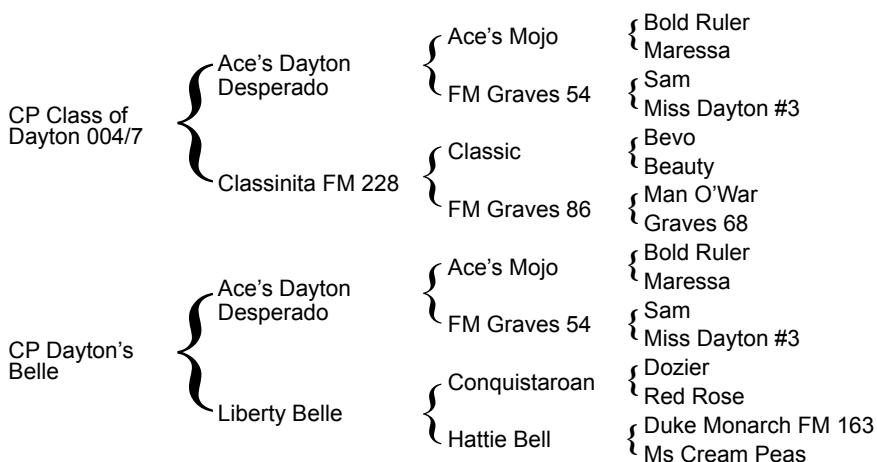 Bold Ruler
Ace's Mojo
Maressa
Ace's Dayton
Desperado
Sam
FM Graves 54
Miss Dayton #3
CP Class of
Dayton 004/7
Bevo
Classic
Beauty
Classinita FM 228
Man O'War
FM Graves 86
Graves 68
Bold Ruler
Ace's Mojo
Maressa
Ace's Dayton
Desperado
Sam
FM Graves 54
Miss Dayton #3
CP Dayton's
Belle
Dozier
Conquistaroan
Red Rose
Liberty Belle
Duke Monarch FM 163
Hattie Bell
Ms Cream Peas